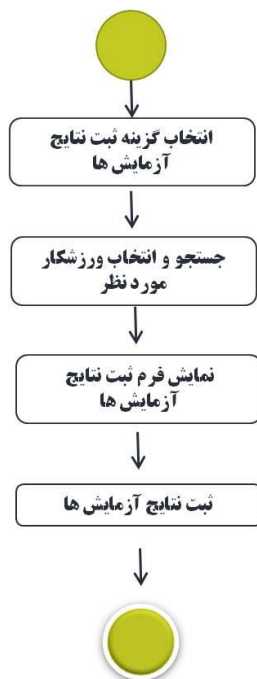 انتخاب گزینه ثبت نتایج
آزمایش ها
جستجو و انتخاب ورزشکار
مورد نظر
نمایش فرم ثبت نتایج
آزمایش ها
ثبت نتایج آزمایش ها